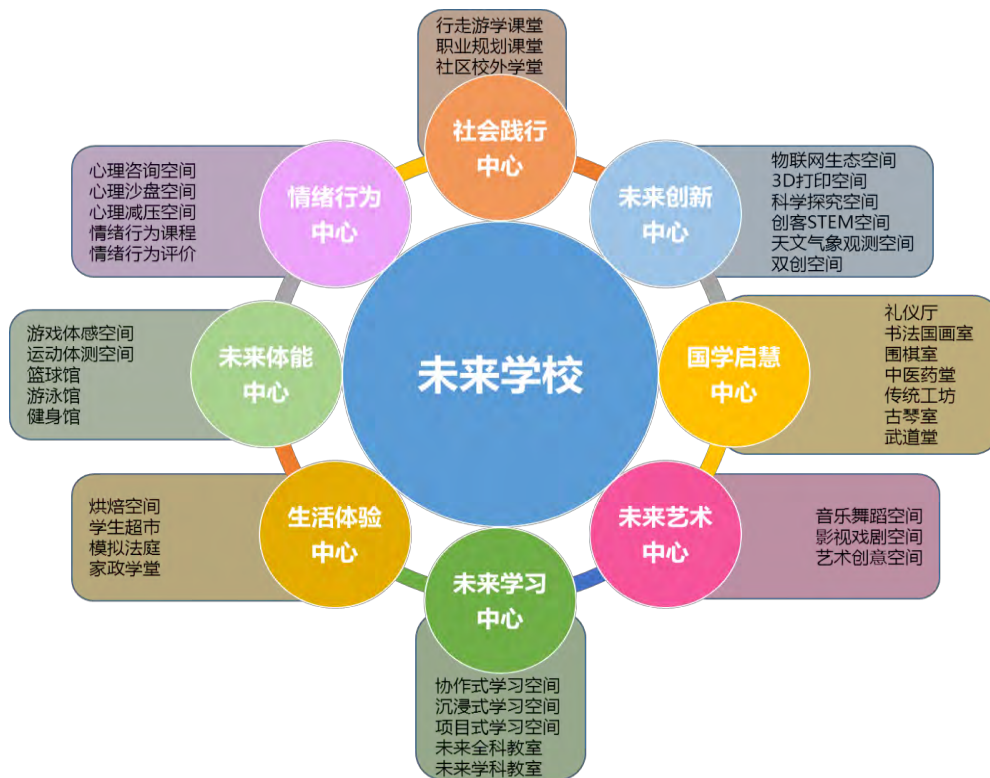 行走游学课堂
职业规划课堂
社区校外学堂
社会践行
中心
心理咨询空间
心理沙盘空间
心理减压空间
情绪行为课程
情绪行为评价
情绪行为
中心
未来创新
中心
物联网生态空间
3D打印空间
科学探究空间
创客STEM空间
天文气象观测空间
双创空间
游戏体感空间
运动体测空间
篮球馆
游泳馆
健身馆
未来体能
中心
未来学校
国学启慧
中心
礼仪厅
书法国画室
围棋室
中医药堂
传统工坊
古琴室
武道堂
烘焙空间
学生超市
模拟法庭
家政学堂
生活体验
中心
未来学习
中心
协作式学习空间
沉浸式学习空间
项目式学习空间
未来全科教室
未来学科教室
未来艺术
中心
音乐舞蹈空间
影视戏剧空间
艺术创意空间